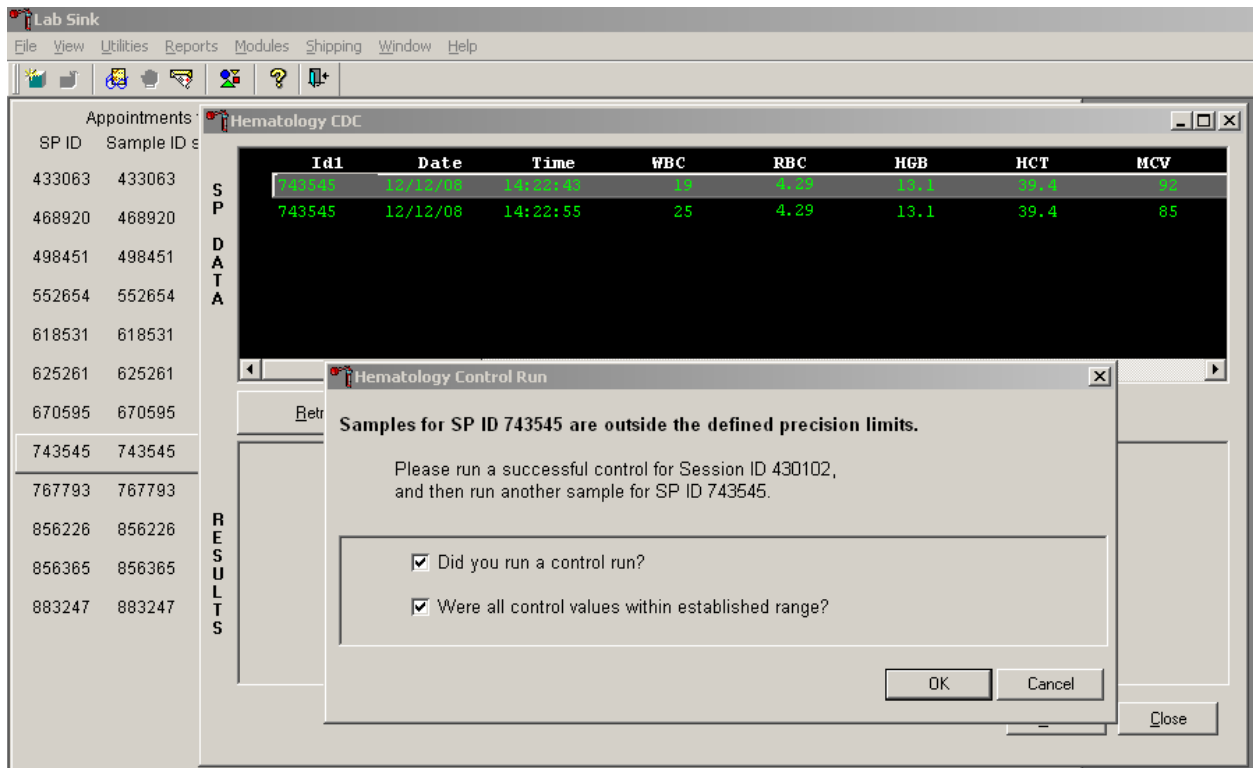 Lab Sink
File View Utilities Reports Modules Shipping Window Help
Appointments
SP ID Sample ID s
433063 433063
468920 468920
498451 498451
552654 552654
618531 618531
625261 625261
670595 670595
743545 743545
767793 767793
856226 856226
856365 856365
883247 883247
Hematology CDC
SP DATA
Id1 Date Time WBC RBC HGB HCT MCV
743545 12/12/08 14:22:43 19 4.29 13.1 39.4 92
743545 12/12/08 14:22:55 25 4.29 13.1 39.4 85
Retr
RESULTS
Hematology Control Run
Samples for SP ID 743545 are outside the defined precision limits.
Please run a successful control for Session ID 430102,
and then run another sample for SP ID 743545.
Did you run a control run?
Were all control values within established range?
OK Cancel
Close